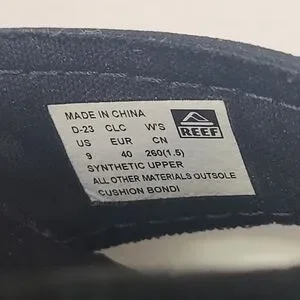 MADE IN CHINA
D-23 CLC W'S
REEF
US EUR CN
9 40 260(1.5)
SYNTHETIC UPPER
ALL OTHER MATERIALS OUTSOLE
CUSHION BONDI